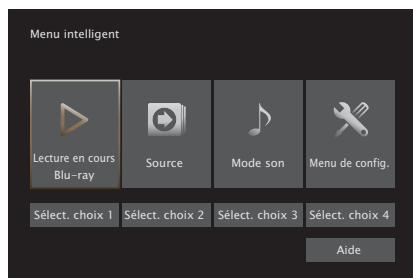 Menu intelligent
Lecture en cours
Blu-ray
Source
Mode son
Menu de config.
Sélect. choix 1
Sélect. choix 2
Sélect. choix 3
Sélect. choix 4
Aide